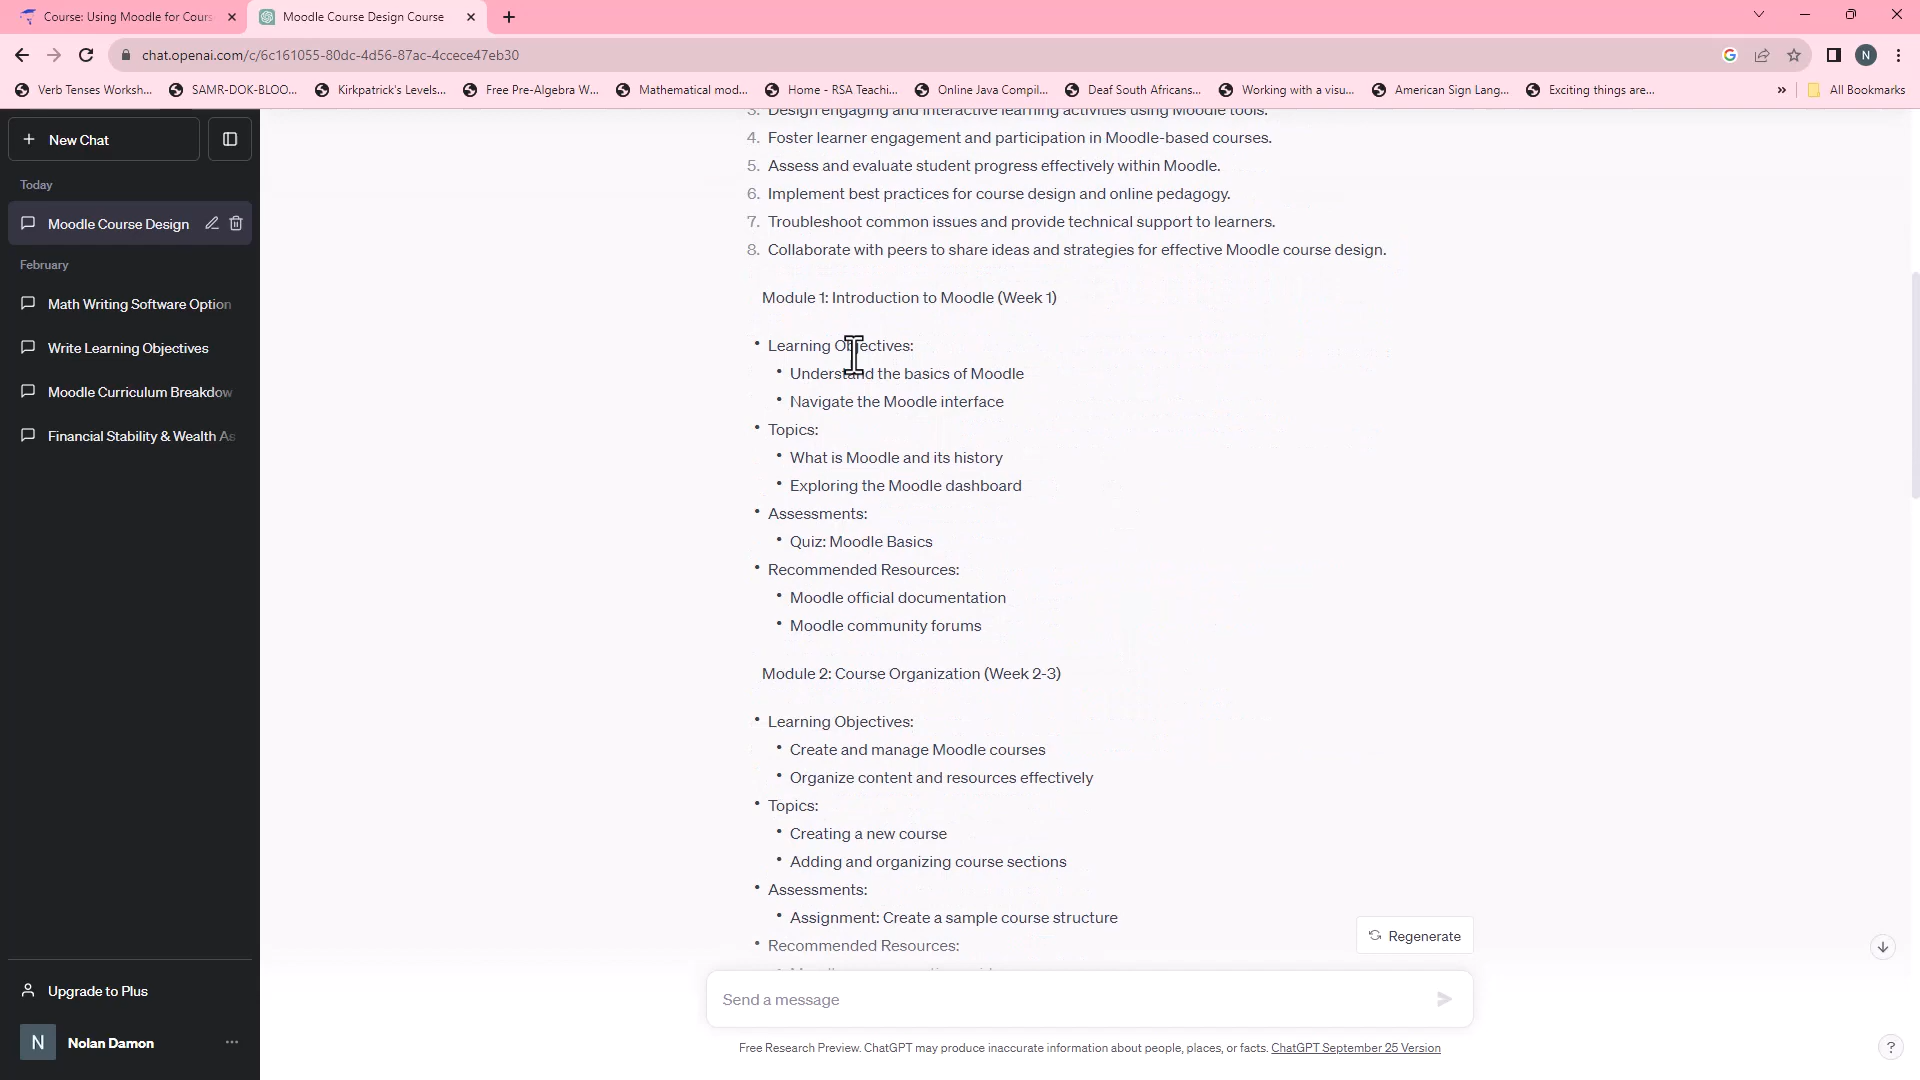 Course: Using Moodle for Cours
Moodle Course Design Course
chat.openai.com/c/6c161055-80dc-4d56-87ac-4ccece47eb30
N
Verb Tenses Worksh...
SAMR-DOK-BLOO...
Kirkpatrick's Levels...
Free Pre-Algebra W...
Mathematical mod...
Home - RSA Teachi...
Online Java Compil...
Deaf South Africans...
Working with a visu...
American Sign Lang...
Exciting things are...
»
All Bookmarks
New Chat
Today
Moodle Course Design
February
Math Writing Software Option
Write Learning Objectives
Moodle Curriculum Breakdow
Financial Stability & Wealth As
Upgrade to Plus
N
Nolan Damon
...
3. Design engaging and interactive learning activities using Moodle tools.
4. Foster learner engagement and participation in Moodle-based courses.
5. Assess and evaluate student progress effectively within Moodle.
6. Implement best practices for course design and online pedagogy.
7. Troubleshoot common issues and provide technical support to learners.
8. Collaborate with peers to share ideas and strategies for effective Moodle course design.
Module 1: Introduction to Moodle (Week 1)
• Learning Objectives:
• Understand the basics of Moodle
• Navigate the Moodle interface
• Topics:
• What is Moodle and its history
• Exploring the Moodle dashboard
• Assessments:
• Quiz: Moodle Basics
• Recommended Resources:
• Moodle official documentation
• Moodle community forums
Module 2: Course Organization (Week 2-3)
• Learning Objectives:
• Create and manage Moodle courses
• Organize content and resources effectively
• Topics:
• Creating a new course
• Adding and organizing course sections
• Assessments:
• Assignment: Create a sample course structure
• Recommended Resources:
Regenerate
Send a message
Free Research Preview. ChatGPT may produce inaccurate information about people, places, or facts. ChatGPT September 25 Version
?